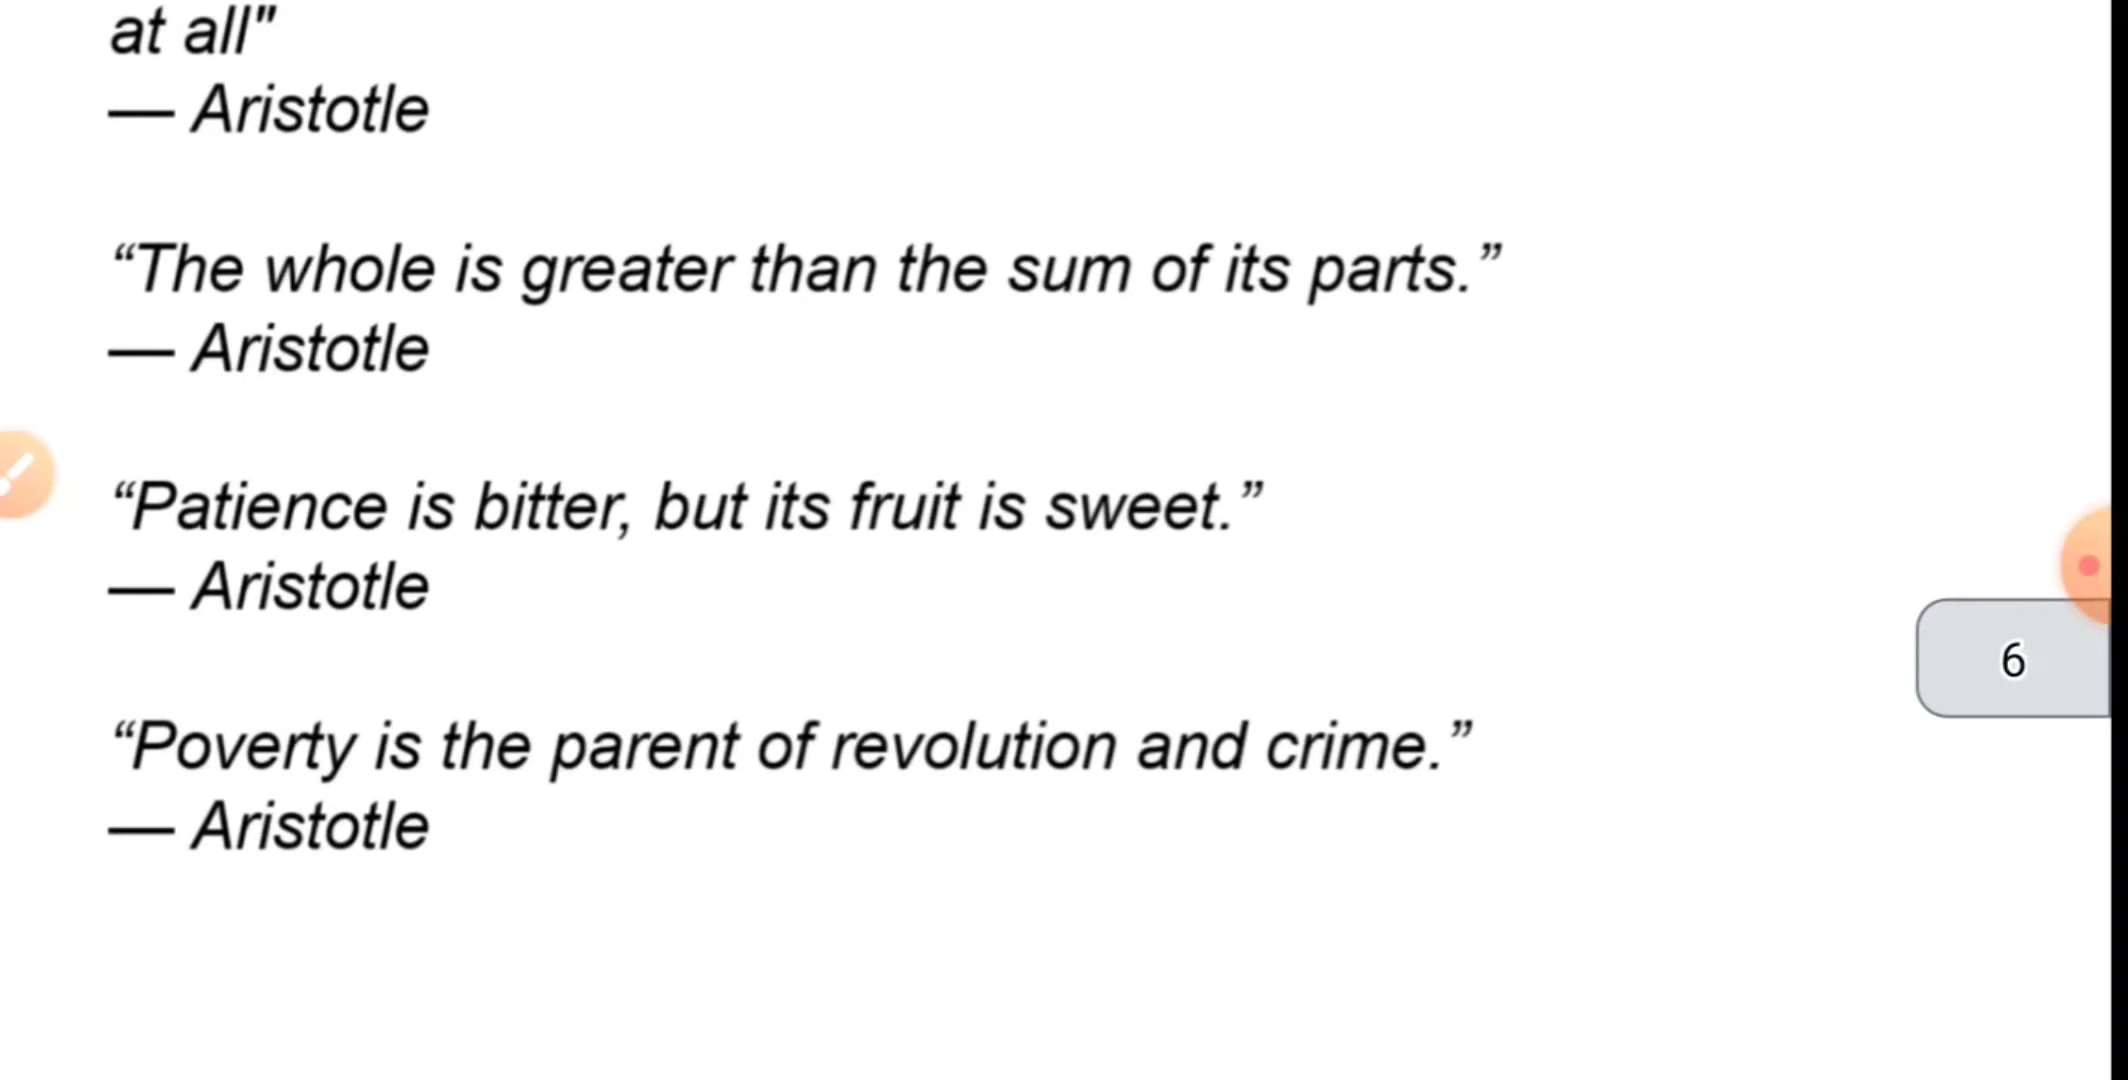 at all"
— Aristotle
“The whole is greater than the sum of its parts.”
— Aristotle
“Patience is bitter, but its fruit is sweet.”
— Aristotle
6
“Poverty is the parent of revolution and crime.”
— Aristotle